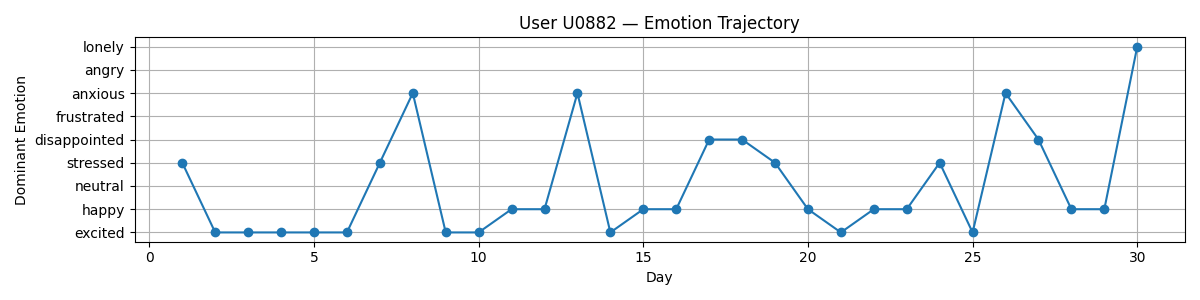 User U0882 — Emotion Trajectory
Dominant Emotion
lonely
angry
anxious
frustrated
disappointed
stressed
neutral
happy
excited
0 5 10 15 20 25 30
Day